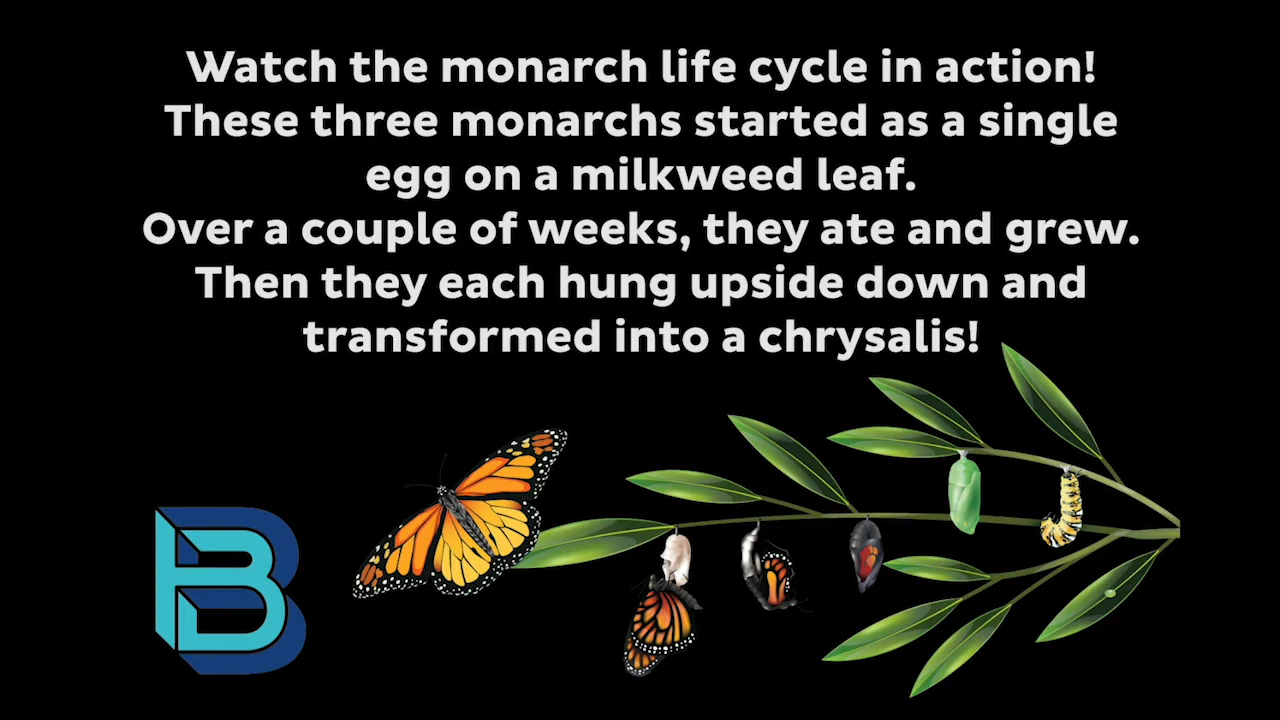 Watch the monarch life cycle in action!
These three monarchs started as a single
egg on a milkweed leaf.
Over a couple of weeks, they ate and grew.
Then they each hung upside down and
transformed into a chrysalis!
B